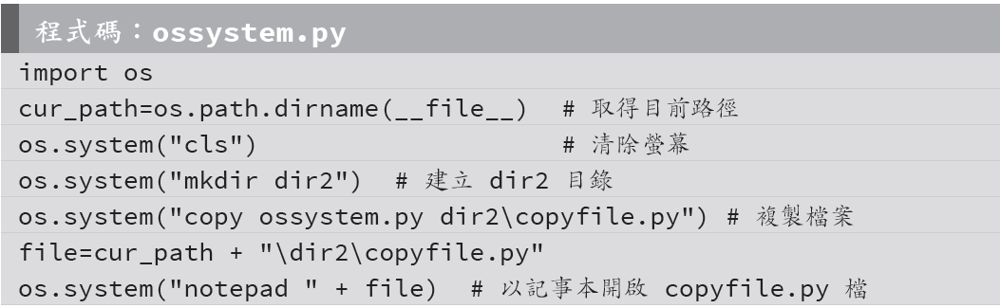 程式碼：ossystem.py
import os
cur_path=os.path.dirname(__file__)  # 取得目前路徑
os.system("cls")                    # 清除螢幕
os.system("mkdir dir2")  # 建立 dir2 目錄
os.system("copy ossystem.py dir2\copyfile.py") # 複製檔案
file=cur_path + "\dir2\copyfile.py"
os.system("notepad " + file)  # 以記事本開啟 copyfile.py 檔